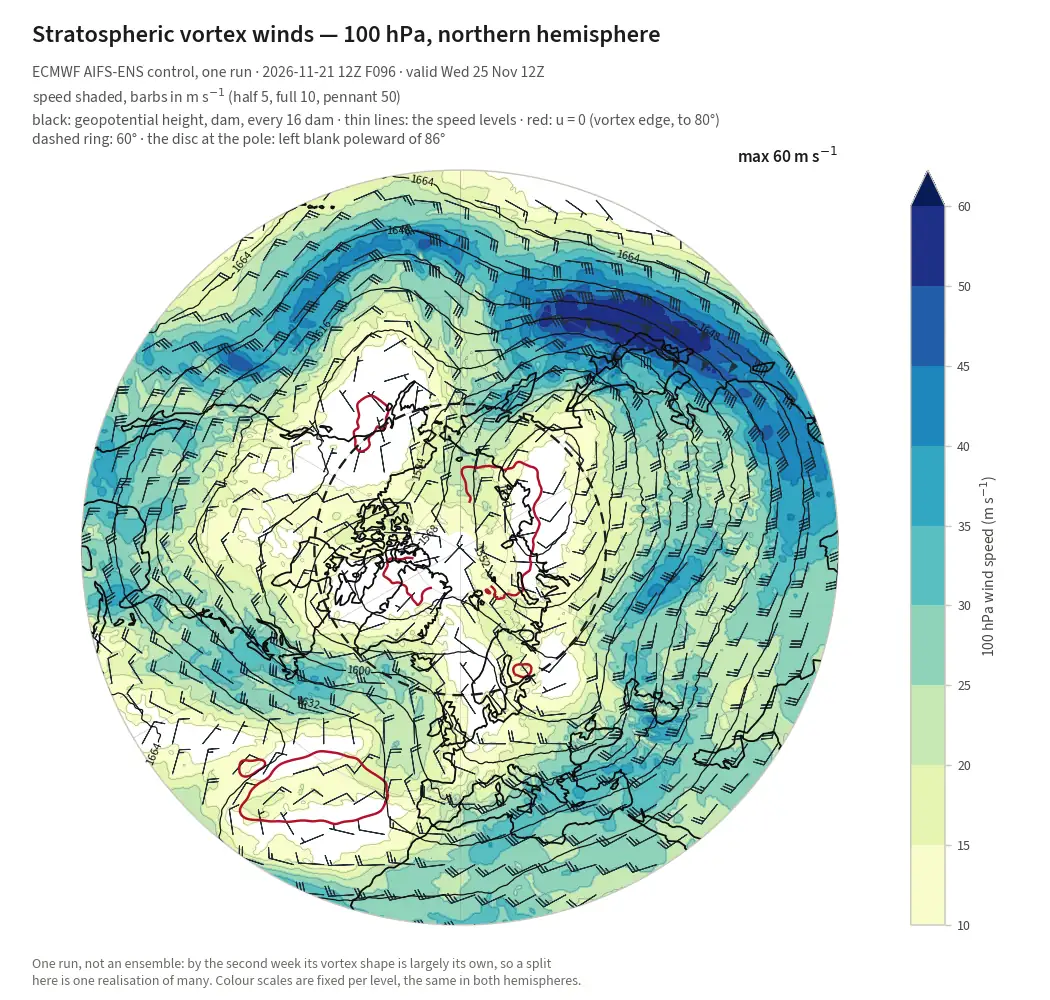 Stratospheric vortex winds — 100 hPa, northern hemisphere
ECMWF AIFS-ENS control, one run · 2026-11-21 12Z F096 · valid Wed 25 Nov 12Z
speed shaded, barbs in m s−1 (half 5, full 10, pennant 50)
black: geopotential height, dam, every 16 dam · thin lines: the speed levels · red: u = 0 (vortex edge, to 80°)
dashed ring: 60° · the disc at the pole: left blank poleward of 86°
max 60 m s−1
1664
1648
1664
1664
1648
1616
1568
1600
1632
1664
60
50
45
40
35
30
25
20
15
10
100 hPa wind speed (m s−1)
One run, not an ensemble: by the second week its vortex shape is largely its own, so a split
here is one realisation of many. Colour scales are fixed per level, the same in both hemispheres.